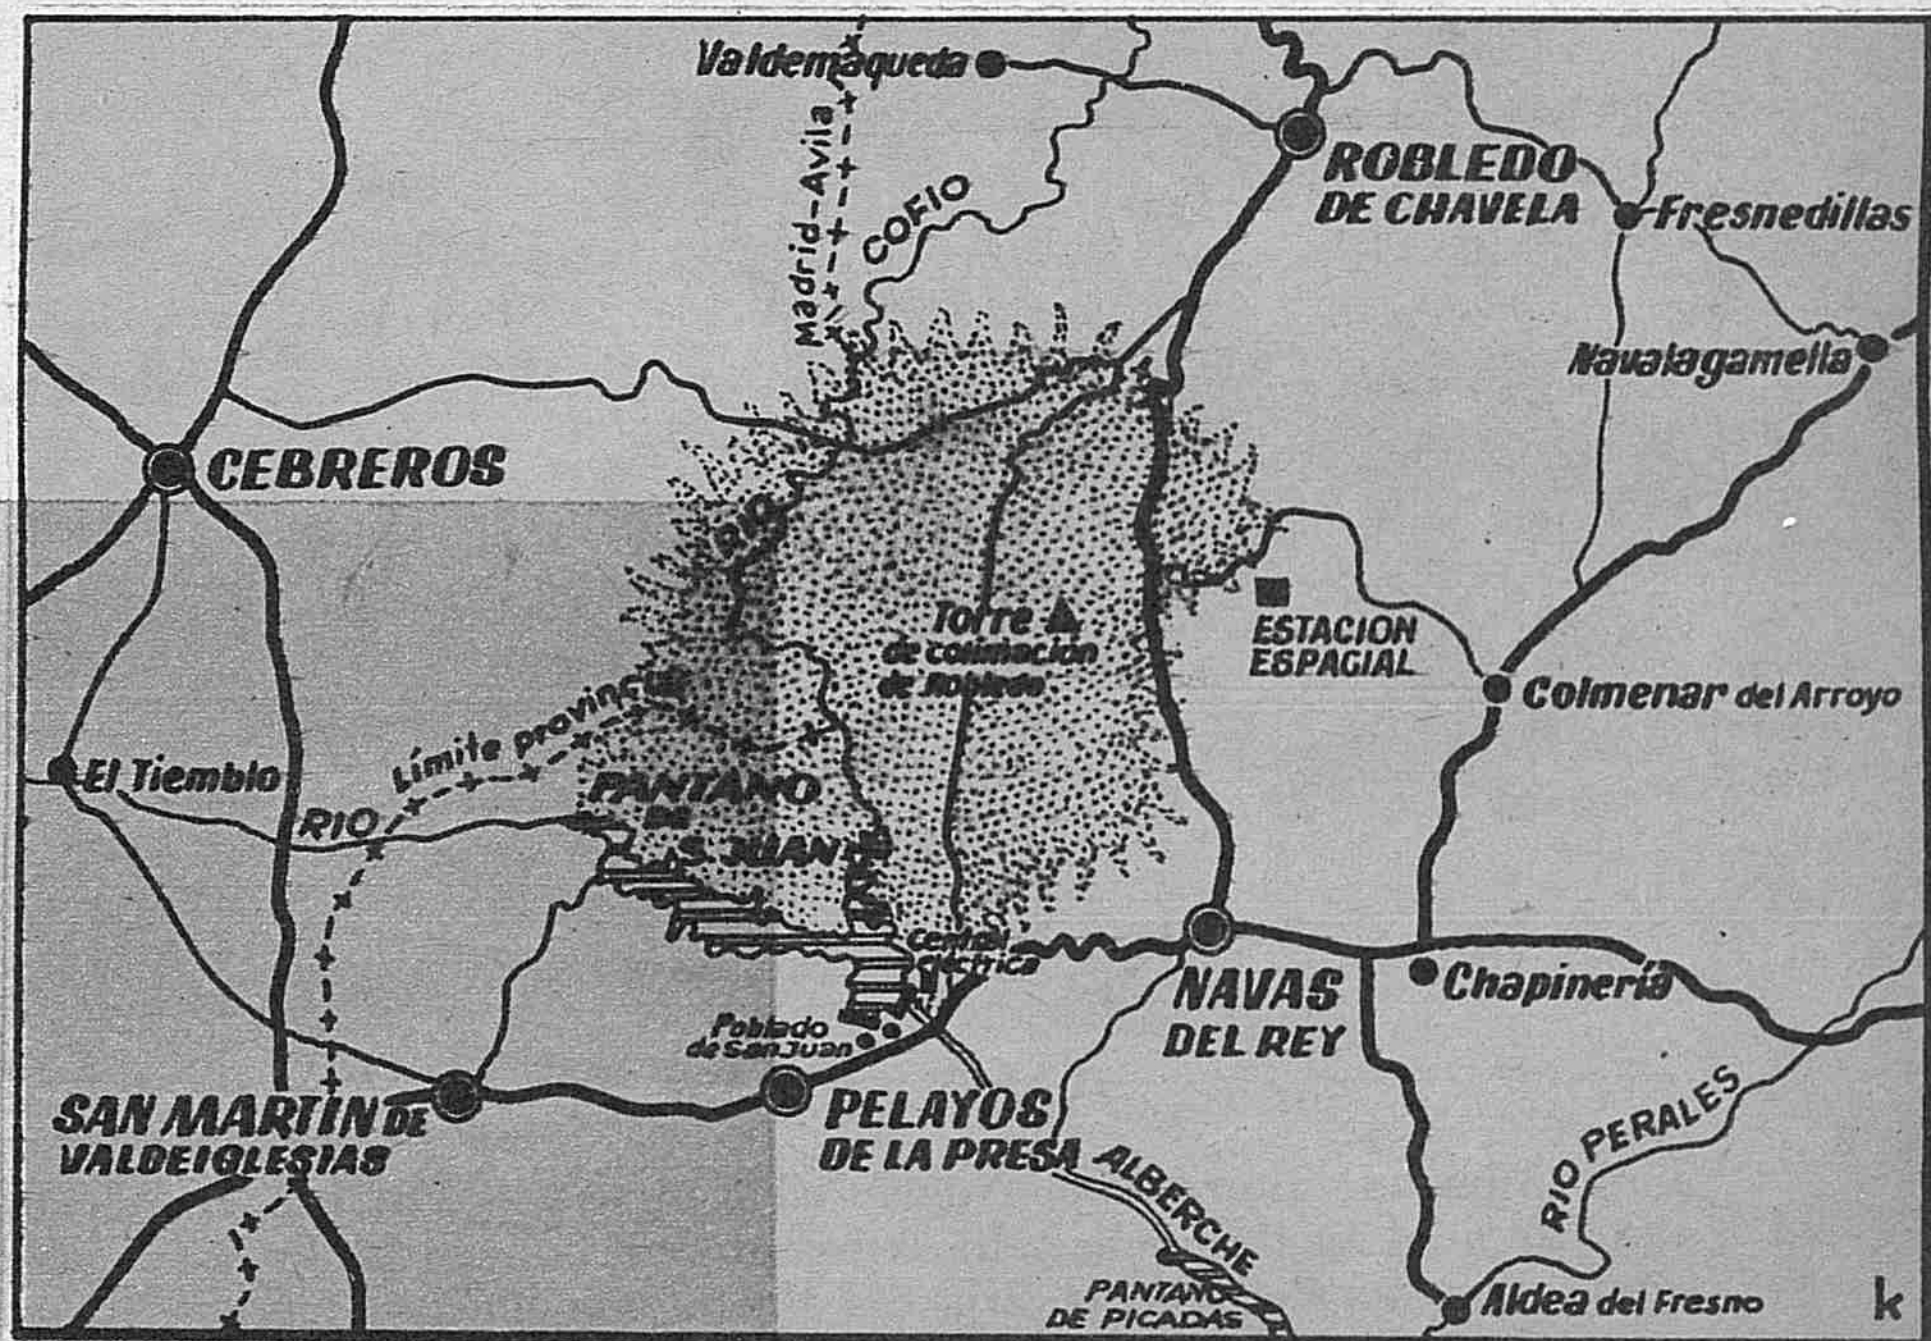 Valdemaqueda
Madrid-Avila
COFIO
ROBLEDO
DE CHAVELA
Fresnedillas
Navalagamella
CEBREROS
RIO
Torre
de colimacion
de Robledo
ESTACION
ESPACIAL
Colmenar del Arroyo
Límite provincial
El Tiemblo
RIO
PANTANO
DE
S. JUAN
Central
eléctrica
NAVAS
DEL REY
Chapinería
Poblado
de San Juan
SAN MARTIN DE
VALDEIGLESIAS
PELAYOS
DE LA PRESA
ALBERCHE
RIO PERALES
PANTANO
DE PICADAS
Aldea del Fresno
k